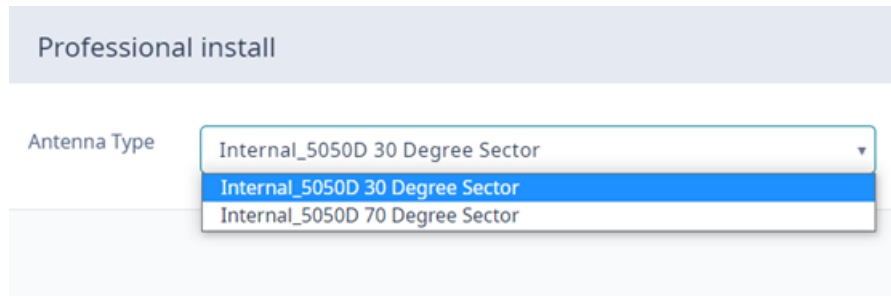 Professional install
Antenna Type
Internal_5050D 30 Degree Sector
Internal_5050D 30 Degree Sector
Internal_5050D 70 Degree Sector